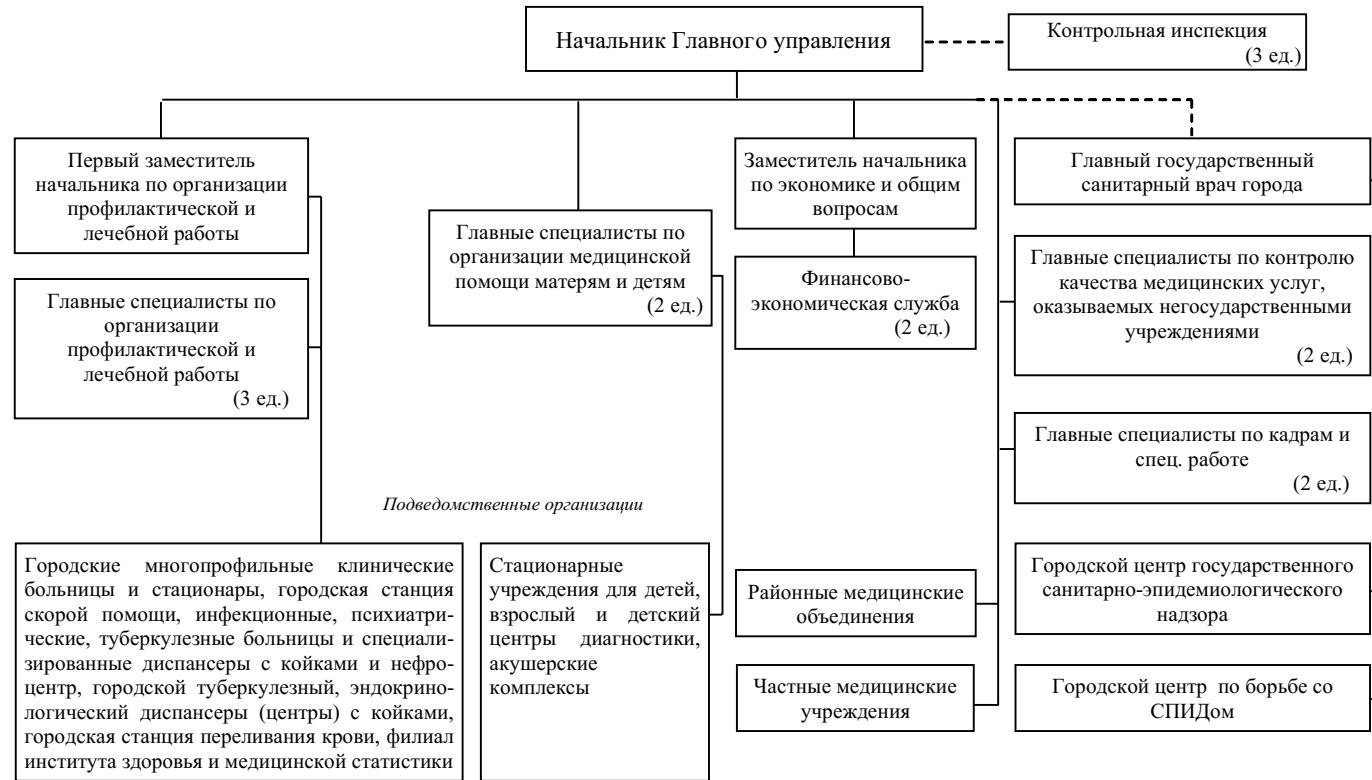 Начальник Главного управления
Контрольная инспекция
(3 ед.)
Первый заместитель
начальника по организации
профилактической и
лечебной работы
Главные специалисты по
организации медицинской
помощи матерям и детям
(2 ед.)
Заместитель начальника
по экономике и общим
вопросам
Главный государственный
санитарный врач города
Главные специалисты по
организации
профилактической и
лечебной работы
(3 ед.)
Финансово-
экономическая служба
(2 ед.)
Главные специалисты по контролю
качества медицинских услуг,
оказываемых негосударственными
учреждениями
(2 ед.)
Главные специалисты по кадрам и
спец. работе
(2 ед.)
Подведомственные организации
Городские многопрофильные клинические
больницы и стационары, городская станция
скорой помощи, инфекционные, психиатри-
ческие, туберкулезные больницы и специали-
зированные диспансеры с койками и нефро-
центр, городской туберкулезный, эндокрино-
логический диспансеры (центры) с койками,
городская станция переливания крови, филиал
института здоровья и медицинской статистики
Стационарные
учреждения для детей,
взрослый и детский
центры диагностики,
акушерские
комплексы
Районные медицинские
объединения
Частные медицинские
учреждения
Городской центр государственного
санитарно-эпидемиологического
надзора
Городской центр по борьбе со
СПИДом